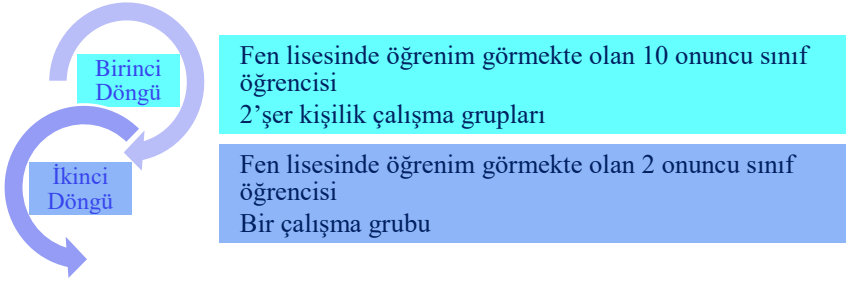 Birinci
Döngü
Fen lisesinde öğrenim görmekte olan 10 onuncu sınıf
öğrencisi
2’şer kişilik çalışma grupları
İkinci
Döngü
Fen lisesinde öğrenim görmekte olan 2 onuncu sınıf
öğrencisi
Bir çalışma grubu